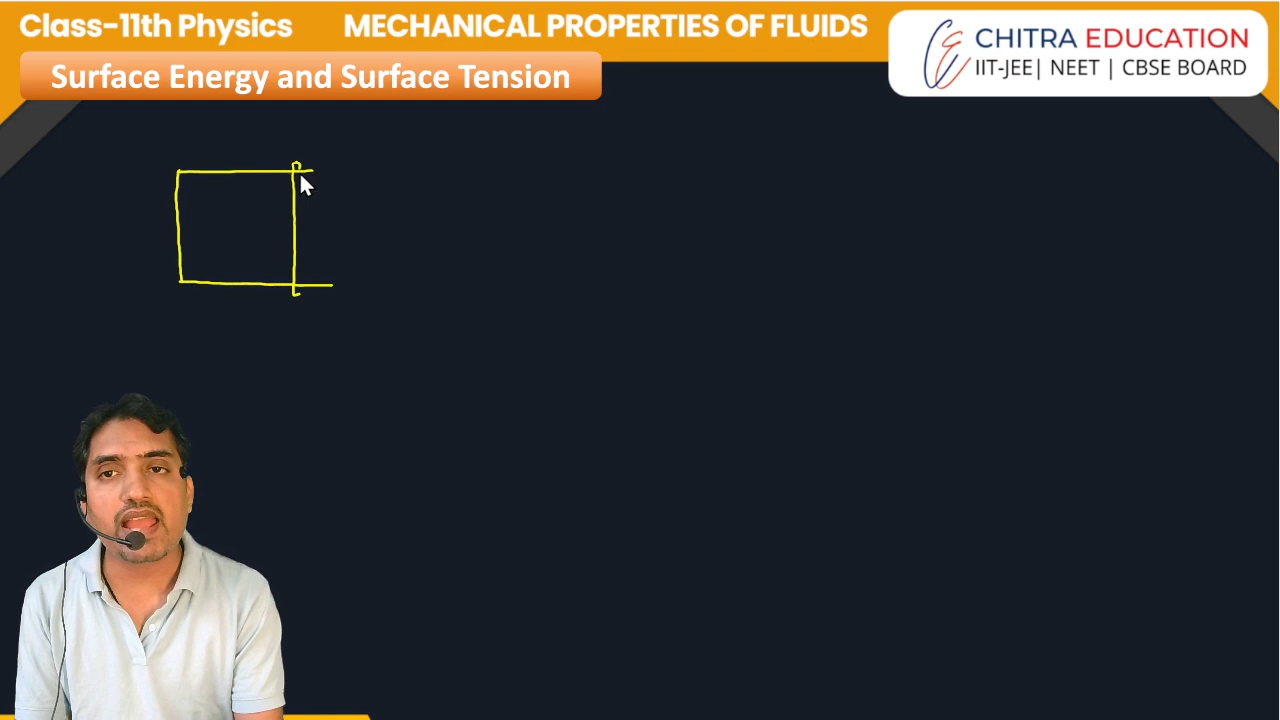 Class-11th Physics
MECHANICAL PROPERTIES OF FLUIDS
CHITRA EDUCATION
IIT-JEE| NEET | CBSE BOARD
Surface Energy and Surface Tension